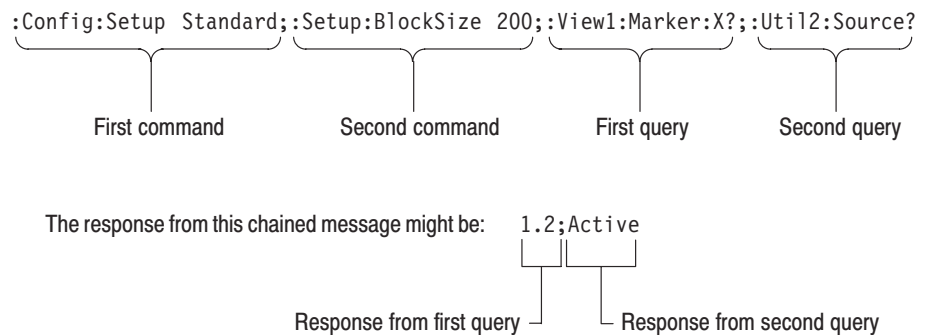 :Config:Setup Standard;:Setup:BlockSize 200;:View1:Marker:X?;:Util2:Source?
First command Second command First query Second query
The response from this chained message might be: 1.2;Active
Response from first query Response from second query